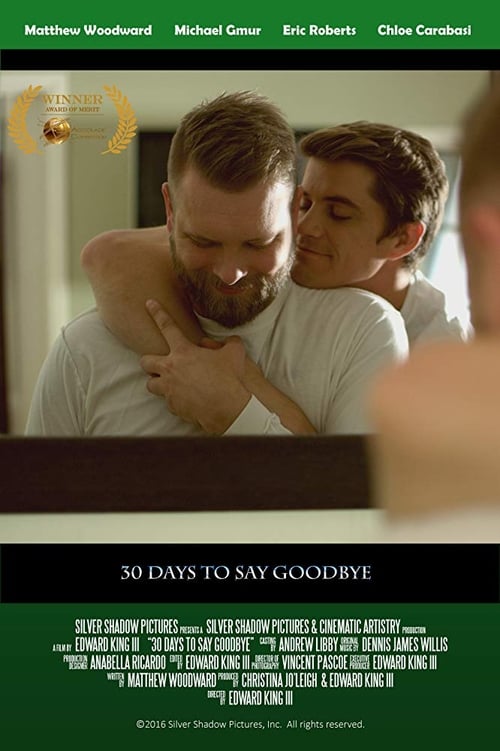 Matthew Woodward Michael Gmur Eric Roberts Chloe Carabasi
WINNER
AWARD OF MERIT
ACCOLADE
COMPETITION
30 DAYS TO SAY GOODBYE
SILVER SHADOW PICTURES PRESENTS A SILVER SHADOW PICTURES & CINEMATIC ARTISTRY PRODUCTION
A FILM BY EDWARD KING III "30 DAYS TO SAY GOODBYE" CASTING BY ANDREW LIBBY ORIGINAL MUSIC BY DENNIS JAMES WILLIS
PRODUCTION DESIGNER ANABELLA RICARDO EDITED BY EDWARD KING III DIRECTOR OF PHOTOGRAPHY VINCENT PASCOE EXECUTIVE PRODUCER EDWARD KING III
WRITTEN BY MATTHEW WOODWARD PRODUCED BY CHRISTINA JO'LEIGH & EDWARD KING III
DIRECTED BY EDWARD KING III
©2016 Silver Shadow Pictures, Inc. All rights reserved.